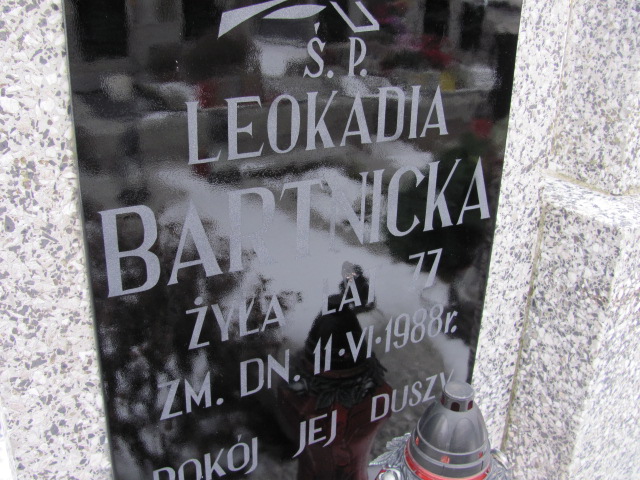 Ś. P.
LEOKADIA
BARTNICKA
ŻYŁA LAT 77
ZM. DN. 11·VI·1988r.
POKÓJ JEJ DUSZY